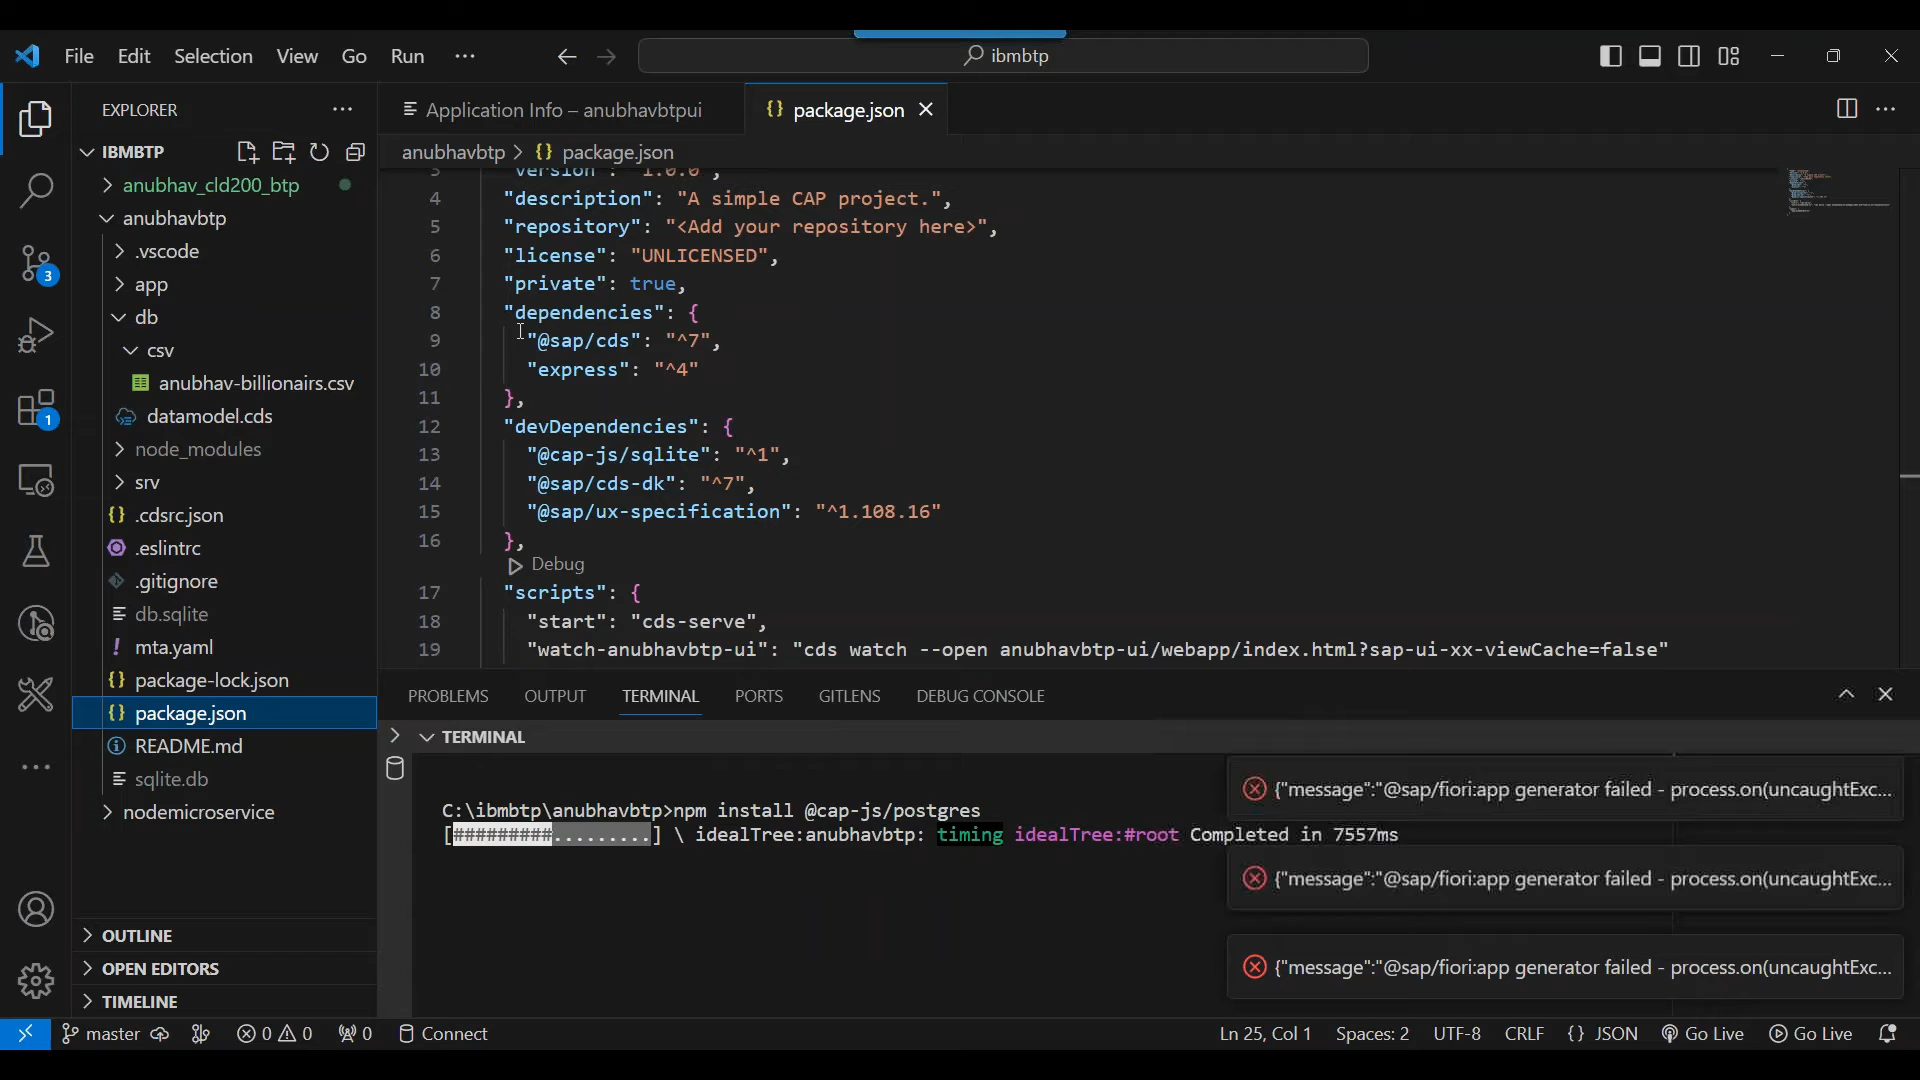 File Edit Selection View Go Run ···
ibmbtp
EXPLORER
IBMBTP
anubhav_cld200_btp
anubhavbtp
.vscode
app
db
csv
anubhav-billionairs.csv
datamodel.cds
node_modules
srv
.cdsrc.json
.eslintrc
.gitignore
db.sqlite
mta.yaml
package-lock.json
package.json
README.md
sqlite.db
nodemicroservice
OUTLINE
OPEN EDITORS
TIMELINE
3
1
Application Info – anubhavbtpui
package.json
anubhavbtp > {} package.json
3 "version": "1.0.0",
4 "description": "A simple CAP project.",
5 "repository": "<Add your repository here>",
6 "license": "UNLICENSED",
7 "private": true,
8 "dependencies": {
9 "@sap/cds": "^7",
10 "express": "^4"
11 },
12 "devDependencies": {
13 "@cap-js/sqlite": "^1",
14 "@sap/cds-dk": "^7",
15 "@sap/ux-specification": "^1.108.16"
16 },
Debug
17 "scripts": {
18 "start": "cds-serve",
19 "watch-anubhavbtp-ui": "cds watch --open anubhavbtp-ui/webapp/index.html?sap-ui-xx-viewCache=false"
PROBLEMS OUTPUT TERMINAL PORTS GITLENS DEBUG CONSOLE
TERMINAL
C:\ibmbtp\anubhavbtp>npm install @cap-js/postgres
[#########.........] \ idealTree:anubhavbtp: timing idealTree:#root Completed in 7557ms
{"message":"@sap/fiori:app generator failed - process.on(uncaughtExc...
{"message":"@sap/fiori:app generator failed - process.on(uncaughtExc...
{"message":"@sap/fiori:app generator failed - process.on(uncaughtExc...
master 0 0 0 Connect
Ln 25, Col 1 Spaces: 2 UTF-8 CRLF {} JSON Go Live Go Live